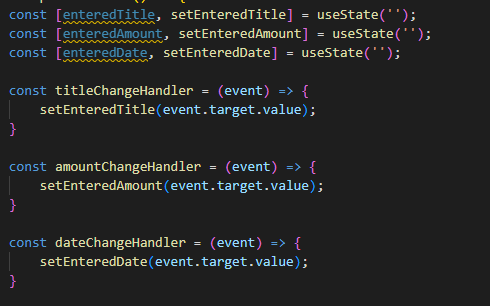 const [enteredTitle, setEnteredTitle] = useState('');
const [enteredAmount, setEnteredAmount] = useState('');
const [enteredDate, setEnteredDate] = useState('');
const titleChangeHandler = (event) => {
setEnteredTitle(event.target.value);
}
const amountChangeHandler = (event) => {
setEnteredAmount(event.target.value);
}
const dateChangeHandler = (event) => {
setEnteredDate(event.target.value);
}